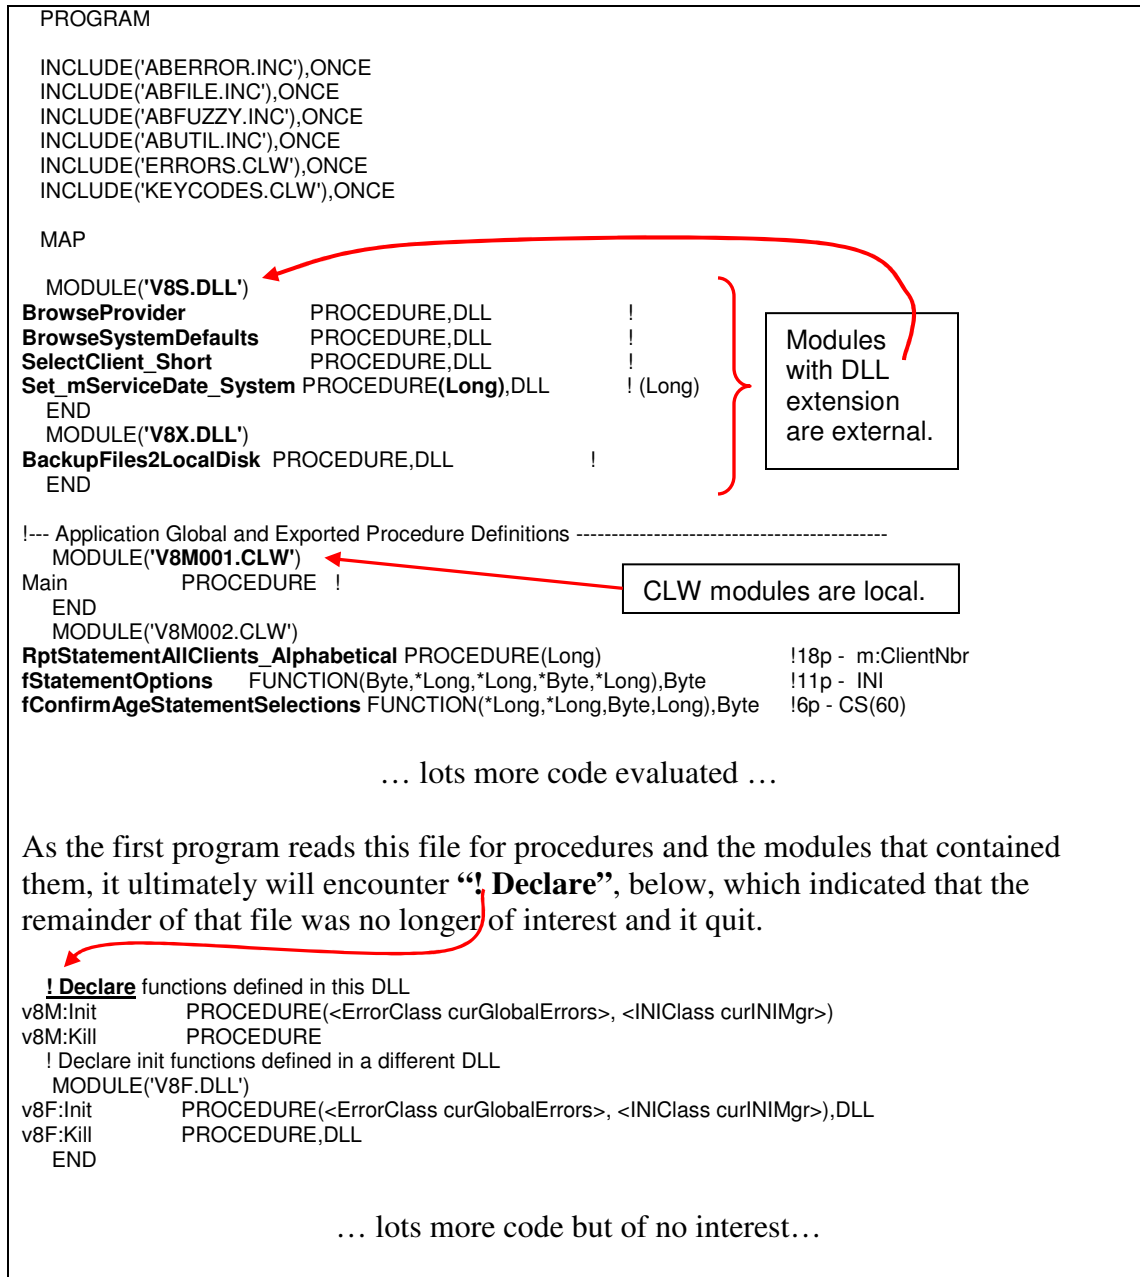 PROGRAM
INCLUDE('ABERROR.INC'),ONCE
INCLUDE('ABFILE.INC'),ONCE
INCLUDE('ABFUZZY.INC'),ONCE
INCLUDE('ABUTIL.INC'),ONCE
INCLUDE('ERRORS.CLW'),ONCE
INCLUDE('KEYCODES.CLW'),ONCE
MAP
MODULE('V8S.DLL')
BrowseProvider PROCEDURE,DLL !
BrowseSystemDefaults PROCEDURE,DLL !
SelectClient_Short PROCEDURE,DLL !
Set_mServiceDate_System PROCEDURE(Long),DLL ! (Long)
END
MODULE('V8X.DLL')
BackupFiles2LocalDisk PROCEDURE,DLL !
END
Modules
with DLL
extension
are external.
!--- Application Global and Exported Procedure Definitions --------------------------------------------
MODULE('V8M001.CLW')
Main PROCEDURE !
END
CLW modules are local.
MODULE('V8M002.CLW')
RptStatementAllClients_Alphabetical PROCEDURE(Long) !18p - m:ClientNbr
fStatementOptions FUNCTION(Byte,*Long,*Long,*Byte,*Long),Byte !11p - INI
fConfirmAgeStatementSelections FUNCTION(*Long,*Long,Byte,Long),Byte !6p - CS(60)
… lots more code evaluated …
As the first program reads this file for procedures and the modules that contained
them, it ultimately will encounter “! Declare”, below, which indicated that the
remainder of that file was no longer of interest and it quit.
! Declare functions defined in this DLL
v8M:Init PROCEDURE(<ErrorClass curGlobalErrors>, <INIClass curINIMgr>)
v8M:Kill PROCEDURE
! Declare init functions defined in a different DLL
MODULE('V8F.DLL')
v8F:Init PROCEDURE(<ErrorClass curGlobalErrors>, <INIClass curINIMgr>),DLL
v8F:Kill PROCEDURE,DLL
END
… lots more code but of no interest…